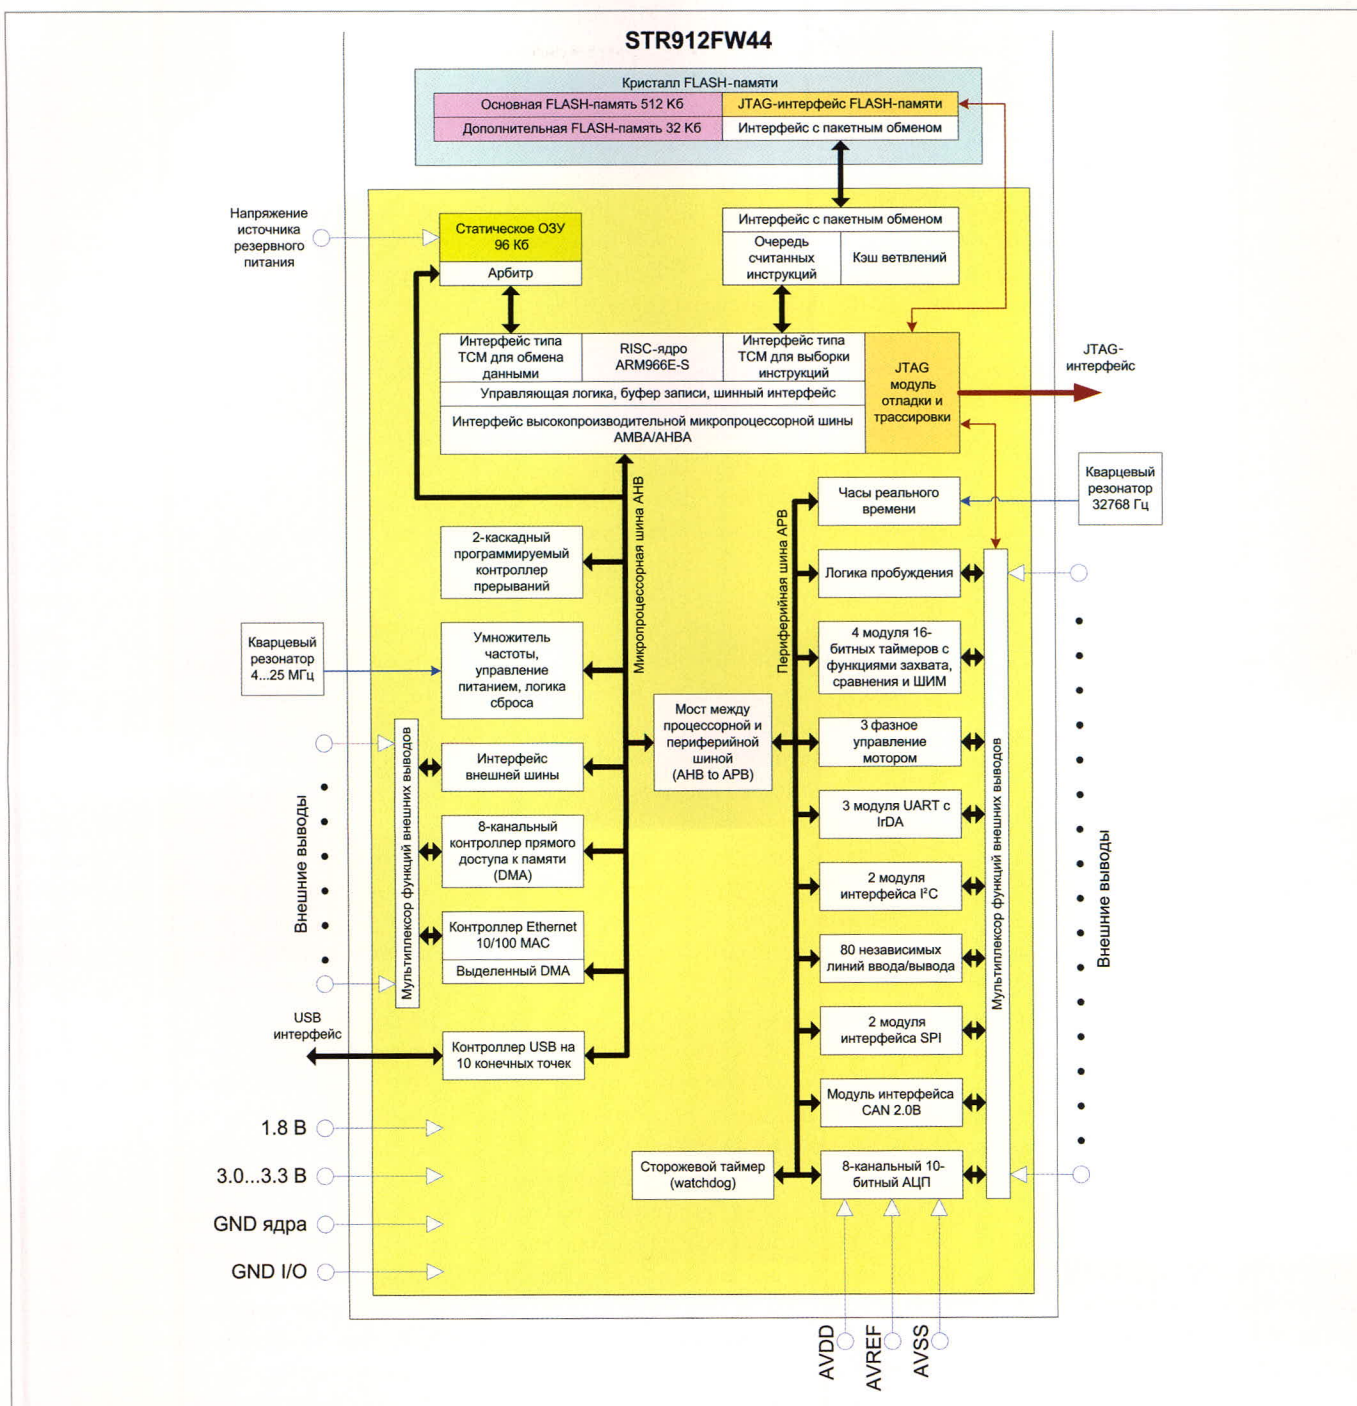 STR912FW44
Кристалл FLASH-памяти
Основная FLASH-память 512 Кб
JTAG-интерфейс FLASH-памяти
Дополнительная FLASH-память 32 Кб
Интерфейс с пакетным обменом
Напряжение
источника
резервного
питания
Статическое ОЗУ
96 Кб
Арбитр
Интерфейс с пакетным обменом
Очередь
считанных
инструкций
Кэш ветвлений
Интерфейс типа
TCM для обмена
данными
RISC-ядро
ARM966E-S
Интерфейс типа
TCM для выборки
инструкций
JTAG
модуль
отладки и
трассировки
JTAG-
интерфейс
Управляющая логика, буфер записи, шинный интерфейс
Интерфейс высокопроизводительной микропроцессорной шины
AMBA/AHBA
Микропроцессорная шина AHB
Периферийная шина APB
Часы реального
времени
Кварцевый
резонатор
32768 Гц
2-каскадный
программируемый
контроллер
прерываний
Логика пробуждения
Кварцевый
резонатор
4...25 МГц
Умножитель
частоты,
управление
питанием, логика
сброса
4 модуля 16-
битных таймеров с
функциями захвата,
сравнения и ШИМ
Мост между
процессорной и
периферийной
шиной
(AHB to APB)
3 фазное
управление
мотором
Интерфейс
внешней шины
3 модуля UART с
IrDA
8-канальный
контроллер прямого
доступа к памяти
(DMA)
2 модуля
интерфейса I²C
Контроллер Ethernet
10/100 MAC
Выделенный DMA
80 независимых
линий ввода/вывода
Внешние выводы
Мультиплексор функций внешних выводов
Мультиплексор функций внешних выводов
Внешние выводы
USB
интерфейс
Контроллер USB на
10 конечных точек
2 модуля
интерфейса SPI
Модуль интерфейса
CAN 2.0B
1.8 В
3.0...3.3 В
GND ядра
GND I/O
Сторожевой таймер
(watchdog)
8-канальный 10-
битный АЦП
AVDD
AVREF
AVSS